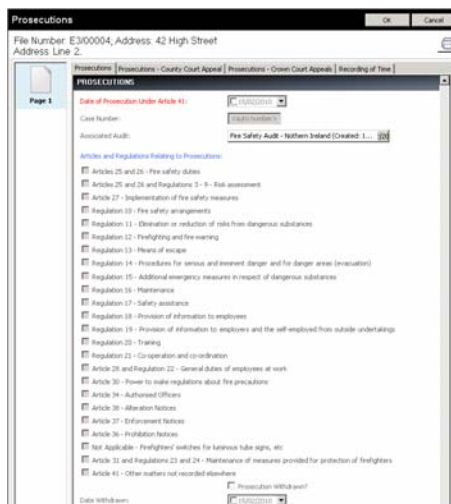 Prosecutions
OK
Cancel
File Number: E3/00004, Address: 42 High Street
Address Line 2.
Page 1
Prosecutions
Prosecutions - County Court Appeal
Prosecutions - Crown Court Appeals
Recording of Time
PROSECUTIONS
Date of Prosecution Under Article 41:
15/02/2010
Case Number:
<auto number>
Associated Audit:
Fire Safety Audit - Nothern Ireland (Created: 1...
Articles and Regulations Relating to Prosecutions:
Articles 25 and 26 - Fire safety duties
Articles 25 and 26 and Regulations 3 - 9 - Risk assessment
Article 27 - Implementation of fire safety measures
Regulation 10 - Fire safety arrangements
Regulation 11 - Elimination or reduction of risks from dangerous substances
Regulation 12 - Firefighting and fire warning
Regulation 13 - Means of escape
Regulation 14 - Procedures for serious and imminent danger and for danger areas (evacuation)
Regulation 15 - Additional emergency measures in respect of dangerous substances
Regulation 16 - Maintenance
Regulation 17 - Safety assistance
Regulation 18 - Provision of information to employees
Regulation 19 - Provision of information to employers and the self-employed from outside undertakings
Regulation 20 - Training
Regulation 21 - Co-operation and co-ordination
Article 28 and Regulation 22 - General duties of employees at work
Article 30 - Power to make regulations about fire precautions
Article 34 - Authorised Officers
Article 38 - Alteration Notices
Article 37 - Enforcement Notices
Article 36 - Prohibition Notices
Not Applicable - Firefighters' switches for luminous tube signs, etc
Article 31 and Regulations 23 and 24 - Maintenance of measures provided for protection of firefighters
Article 41 - Other matters not recorded elsewhere
Prosecution Withdrawn?
Date Withdrawn:
15/02/2010